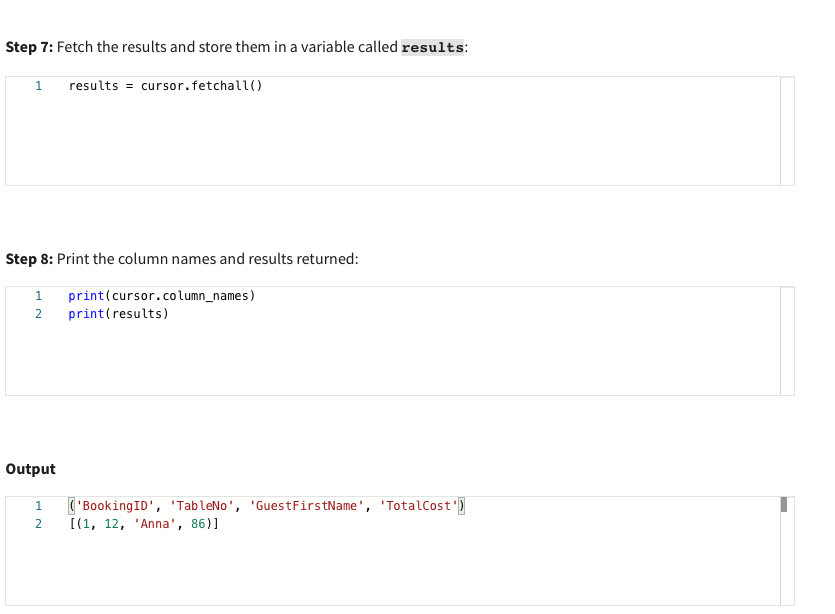 Step 7: Fetch the results and store them in a variable called results:
1 results = cursor.fetchall()
Step 8: Print the column names and results returned:
1 print(cursor.column_names)
2 print(results)
Output
1 ('BookingID', 'TableNo', 'GuestFirstName', 'TotalCost')
2 [(1, 12, 'Anna', 86)]